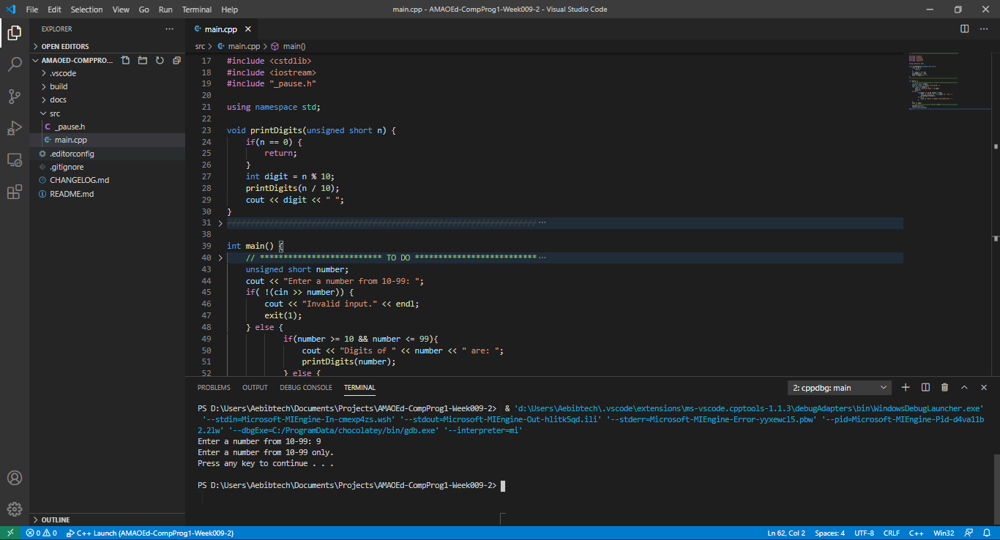 File Edit Selection View Go Run Terminal Help main.cpp - AMAOEd-CompProg1-Week009-2 - Visual Studio Code
EXPLORER
OPEN EDITORS
AMAOED-COMPPRO...
.vscode
build
docs
src
_pause.h
main.cpp
.editorconfig
.gitignore
CHANGELOG.md
README.md
OUTLINE
main.cpp
src > main.cpp > main()
17 #include <cstdlib>
18 #include <iostream>
19 #include "_pause.h"
20
21 using namespace std;
22
23 void printDigits(unsigned short n) {
24 if(n == 0) {
25 return;
26 }
27 int digit = n % 10;
28 printDigits(n / 10);
29 cout << digit << " ";
30 }
31 //////////////////////////////////////////////////////////////////...
38
39 int main() {
40 // ************************** TO DO **************************...
43 unsigned short number;
44 cout << "Enter a number from 10-99: ";
45 if( !(cin >> number)) {
46 cout << "Invalid input." << endl;
47 exit(1);
48 } else {
49 if(number >= 10 && number <= 99){
50 cout << "Digits of " << number << " are: ";
51 printDigits(number);
52 } else {
PROBLEMS OUTPUT DEBUG CONSOLE TERMINAL 2: cppdbg: main
PS D:\Users\Aebibtech\Documents\Projects\AMAOEd-CompProg1-Week009-2> & 'd:\Users\Aebibtech\.vscode\extensions\ms-vscode.cpptools-1.1.3\debugAdapters\bin\WindowsDebugLauncher.exe'
'--stdin=Microsoft-MIEngine-In-cmexp4zs.wsh' '--stdout=Microsoft-MIEngine-Out-hlitk5qd.ili' '--stderr=Microsoft-MIEngine-Error-yyxewcl5.pbw' '--pid=Microsoft-MIEngine-Pid-d4va11b
2.2lw' '--dbgExe=C:/ProgramData/chocolatey/bin/gdb.exe' '--interpreter=mi'
Enter a number from 10-99: 9
Enter a number from 10-99 only.
Press any key to continue . . .
PS D:\Users\Aebibtech\Documents\Projects\AMAOEd-CompProg1-Week009-2>
0 0 C++ Launch (AMAOEd-CompProg1-Week009-2) Ln 62, Col 2 Spaces: 4 UTF-8 CRLF C++ Win32